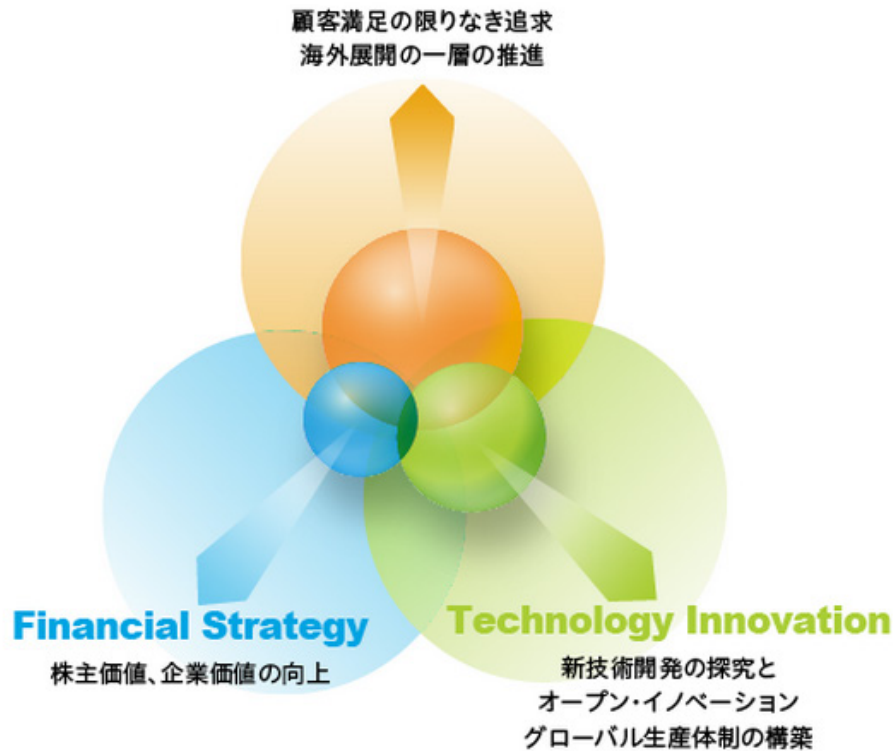 顧客満足の限りなき追求
海外展開の一層の推進
Financial Strategy
株主価値、企業価値の向上
Technology Innovation
新技術開発の探究と
オープン・イノベーション
グローバル生産体制の構築